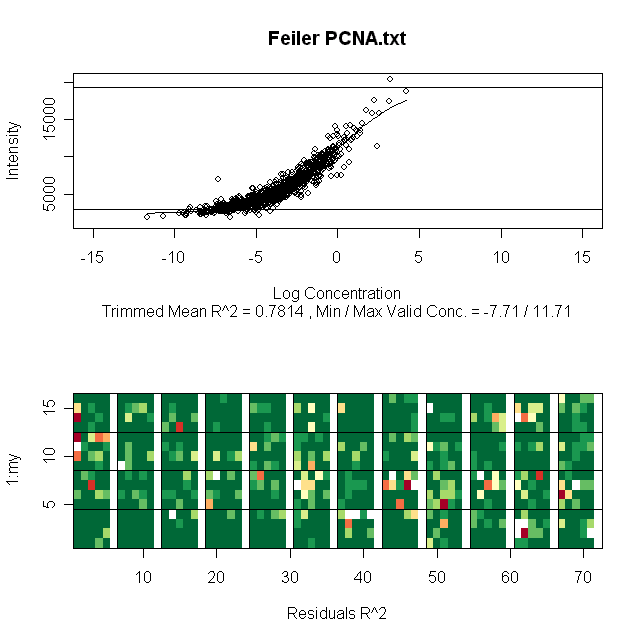 Feiler PCNA.txt
Intensity
15000
5000
-15 -10 -5 0 5 10 15
Log Concentration
Trimmed Mean R^2 = 0.7814 , Min / Max Valid Conc. = -7.71 / 11.71
1:my
15
10
5
10 20 30 40 50 60 70
Residuals R^2